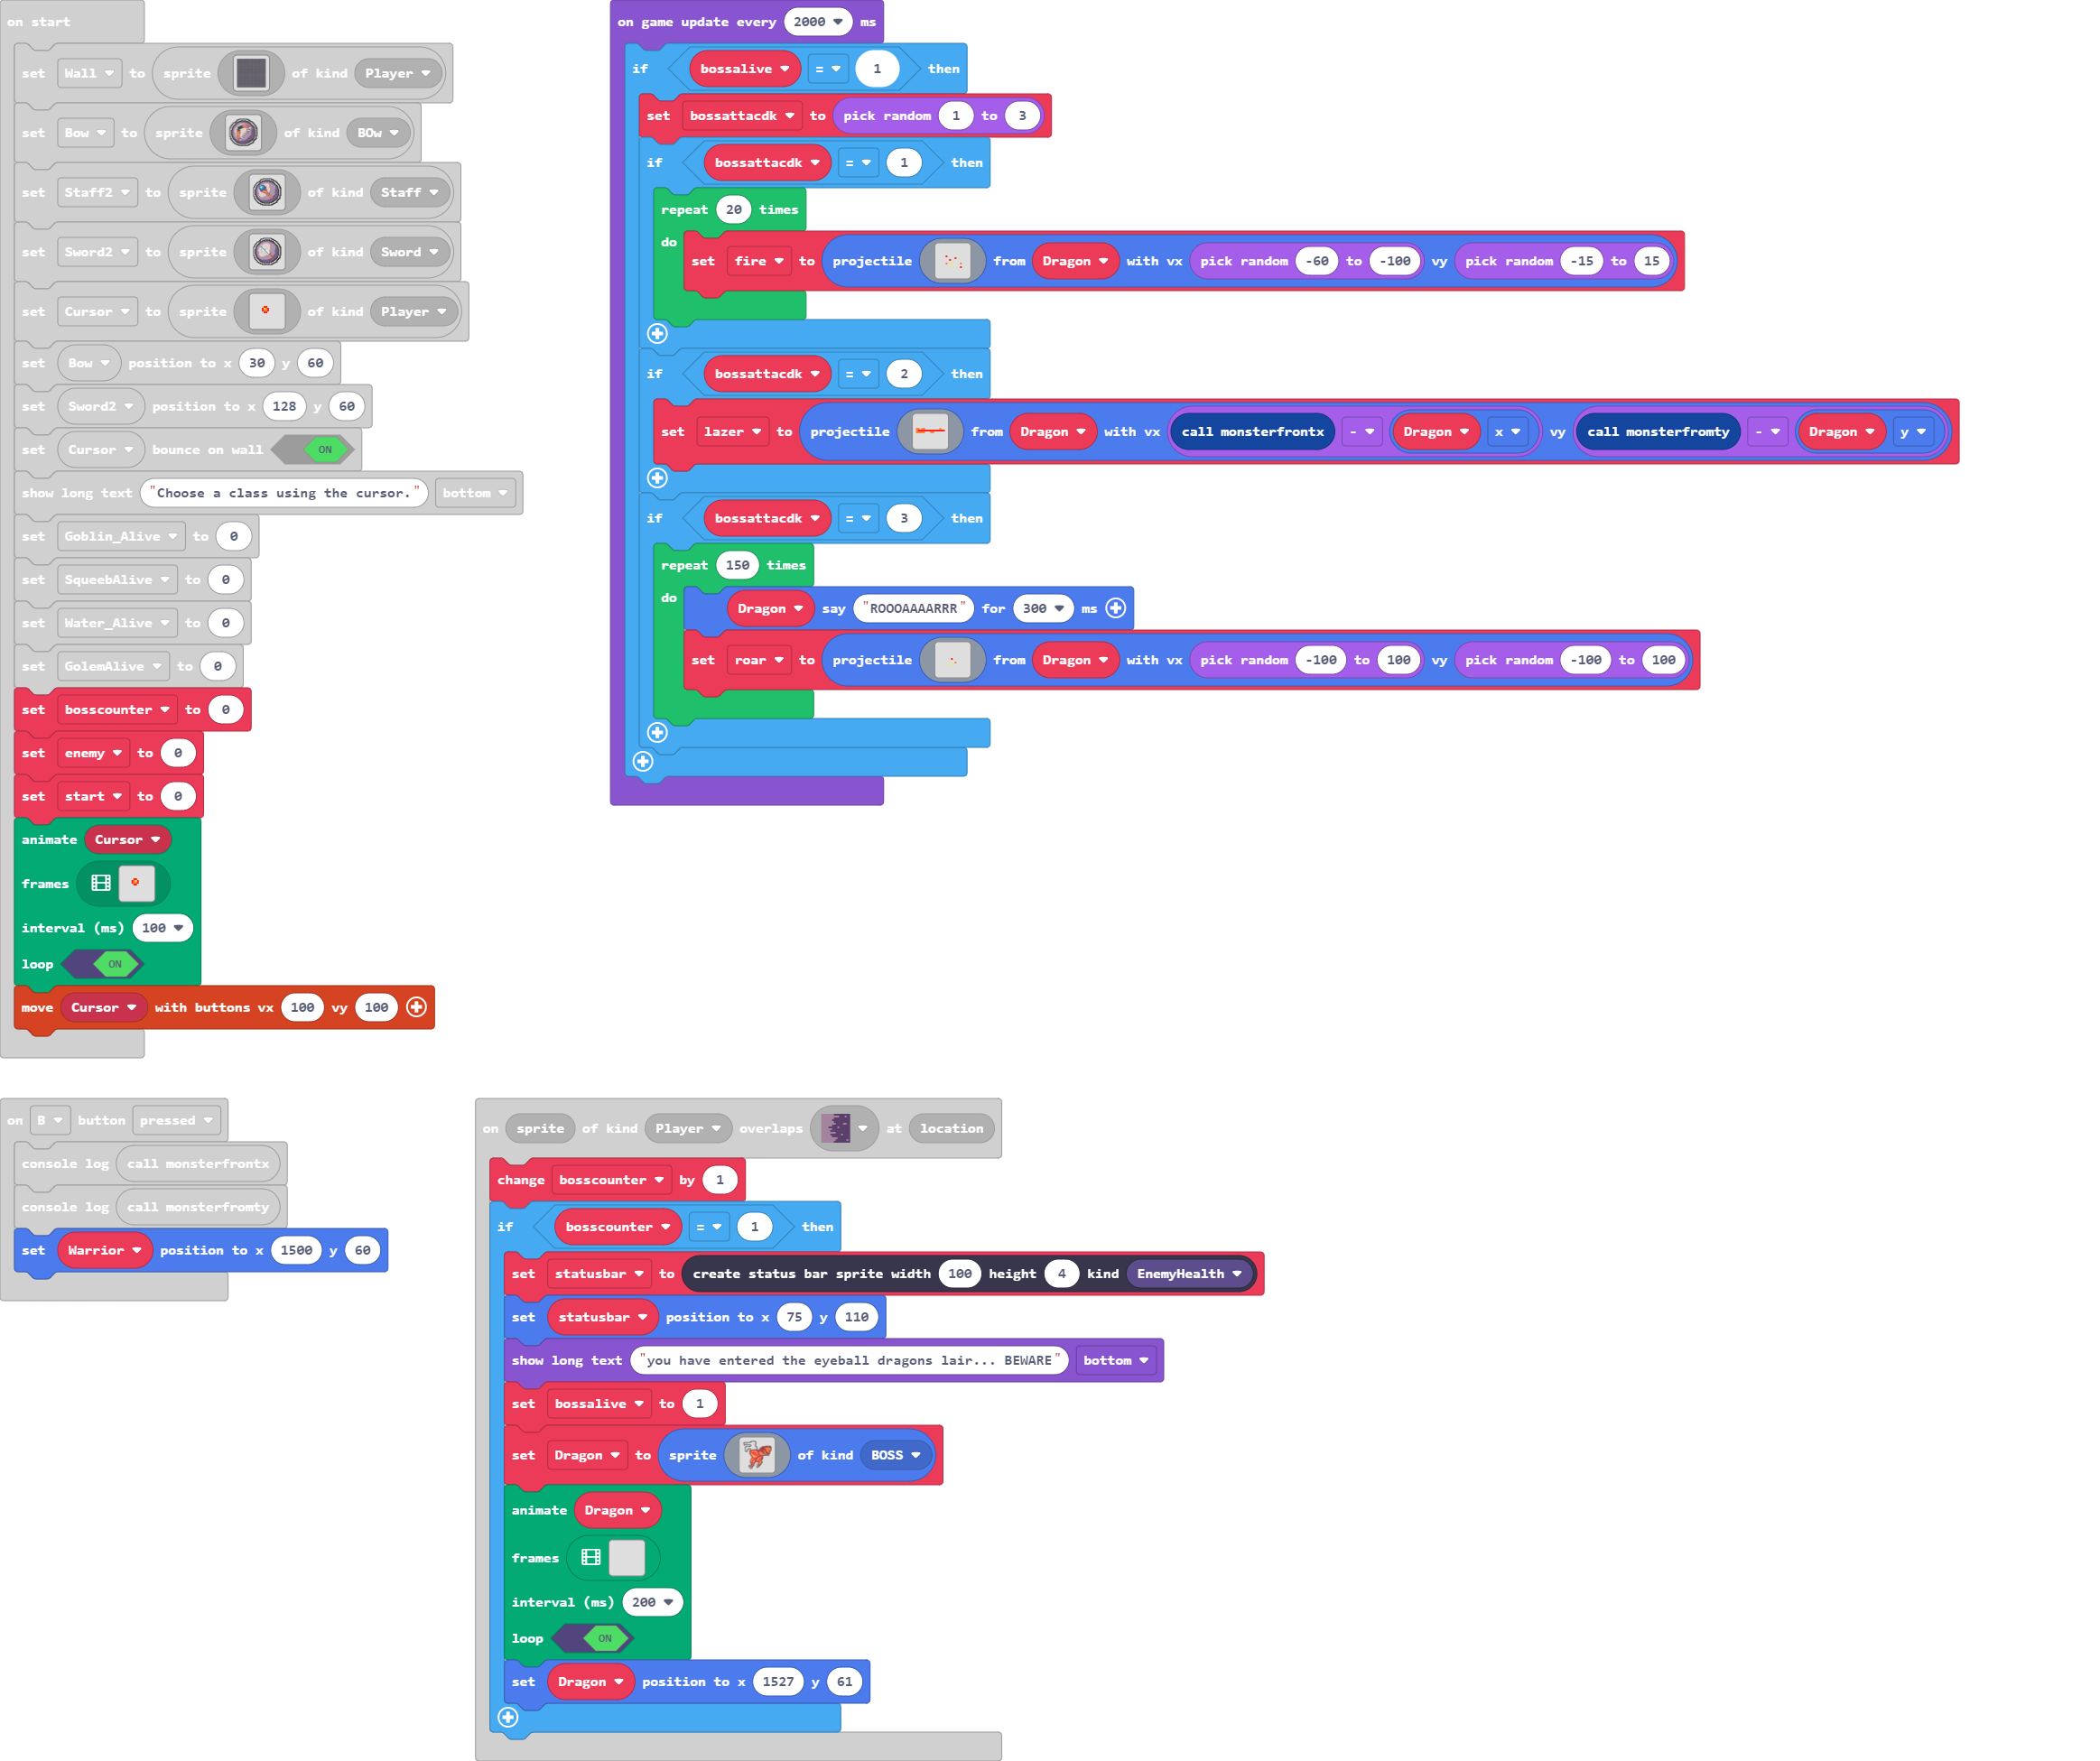 on start
set Wall to sprite of kind Player
set Bow to sprite of kind BOw
set Staff2 to sprite of kind Staff
set Sword2 to sprite of kind Sword
set Cursor to sprite of kind Player
set Bow position to x 30 y 60
set Sword2 position to x 128 y 60
set Cursor bounce on wall ON
show long text "Choose a class using the cursor." bottom
set Goblin_Alive to 0
set SqueebAlive to 0
set Water_Alive to 0
set GolemAlive to 0
set bosscounter to 0
set enemy to 0
set start to 0
animate Cursor
frames
interval (ms) 100
loop ON
move Cursor with buttons vx 100 vy 100
on game update every 2000 ms
if bossalive = 1 then
set bossattacdk to pick random 1 to 3
if bossattacdk = 1 then
repeat 20 times
do
set fire to projectile from Dragon with vx pick random -60 to -100 vy pick random -15 to 15
if bossattacdk = 2 then
set lazer to projectile from Dragon with vx call monsterfrontx - Dragon x vy call monsterfromty - Dragon y
if bossattacdk = 3 then
repeat 150 times
do
Dragon say "ROOOAAAARRR" for 300 ms
set roar to projectile from Dragon with vx pick random -100 to 100 vy pick random -100 to 100
on B button pressed
console log call monsterfrontx
console log call monsterfromty
set Warrior position to x 1500 y 60
on sprite of kind Player overlaps at location
change bosscounter by 1
if bosscounter = 1 then
set statusbar to create status bar sprite width 100 height 4 kind EnemyHealth
set statusbar position to x 75 y 110
show long text "you have entered the eyeball dragons lair... BEWARE" bottom
set bossalive to 1
set Dragon to sprite of kind BOSS
animate Dragon
frames
interval (ms) 200
loop ON
set Dragon position to x 1527 y 61